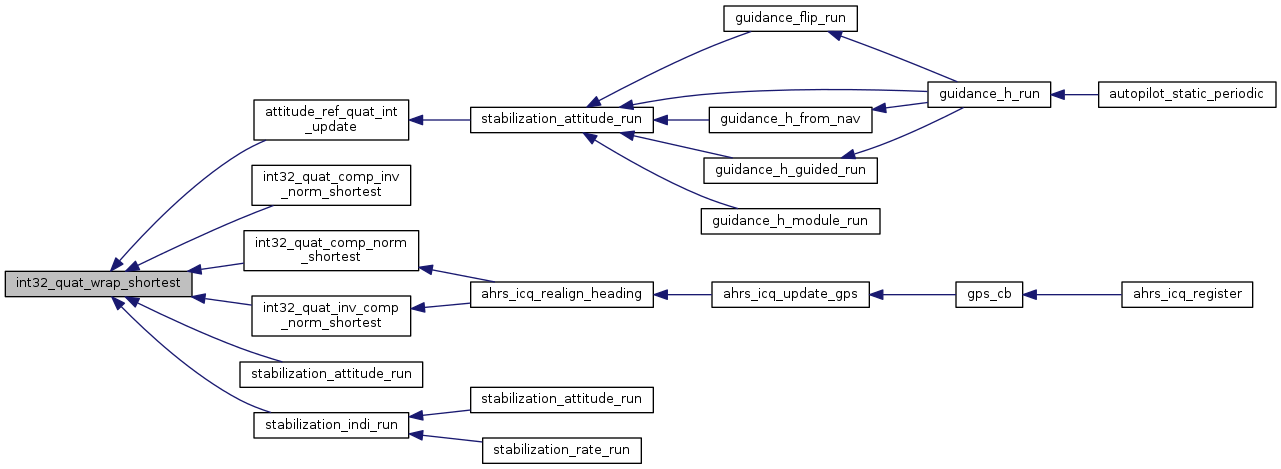 guidance_flip_run
guidance_h_run
autopilot_static_periodic
attitude_ref_quat_int
_update
stabilization_attitude_run
guidance_h_from_nav
guidance_h_guided_run
int32_quat_comp_inv
_norm_shortest
guidance_h_module_run
int32_quat_comp_norm
_shortest
int32_quat_wrap_shortest
ahrs_icq_realign_heading
ahrs_icq_update_gps
gps_cb
ahrs_icq_register
int32_quat_inv_comp
_norm_shortest
stabilization_attitude_run
stabilization_attitude_run
stabilization_indi_run
stabilization_rate_run